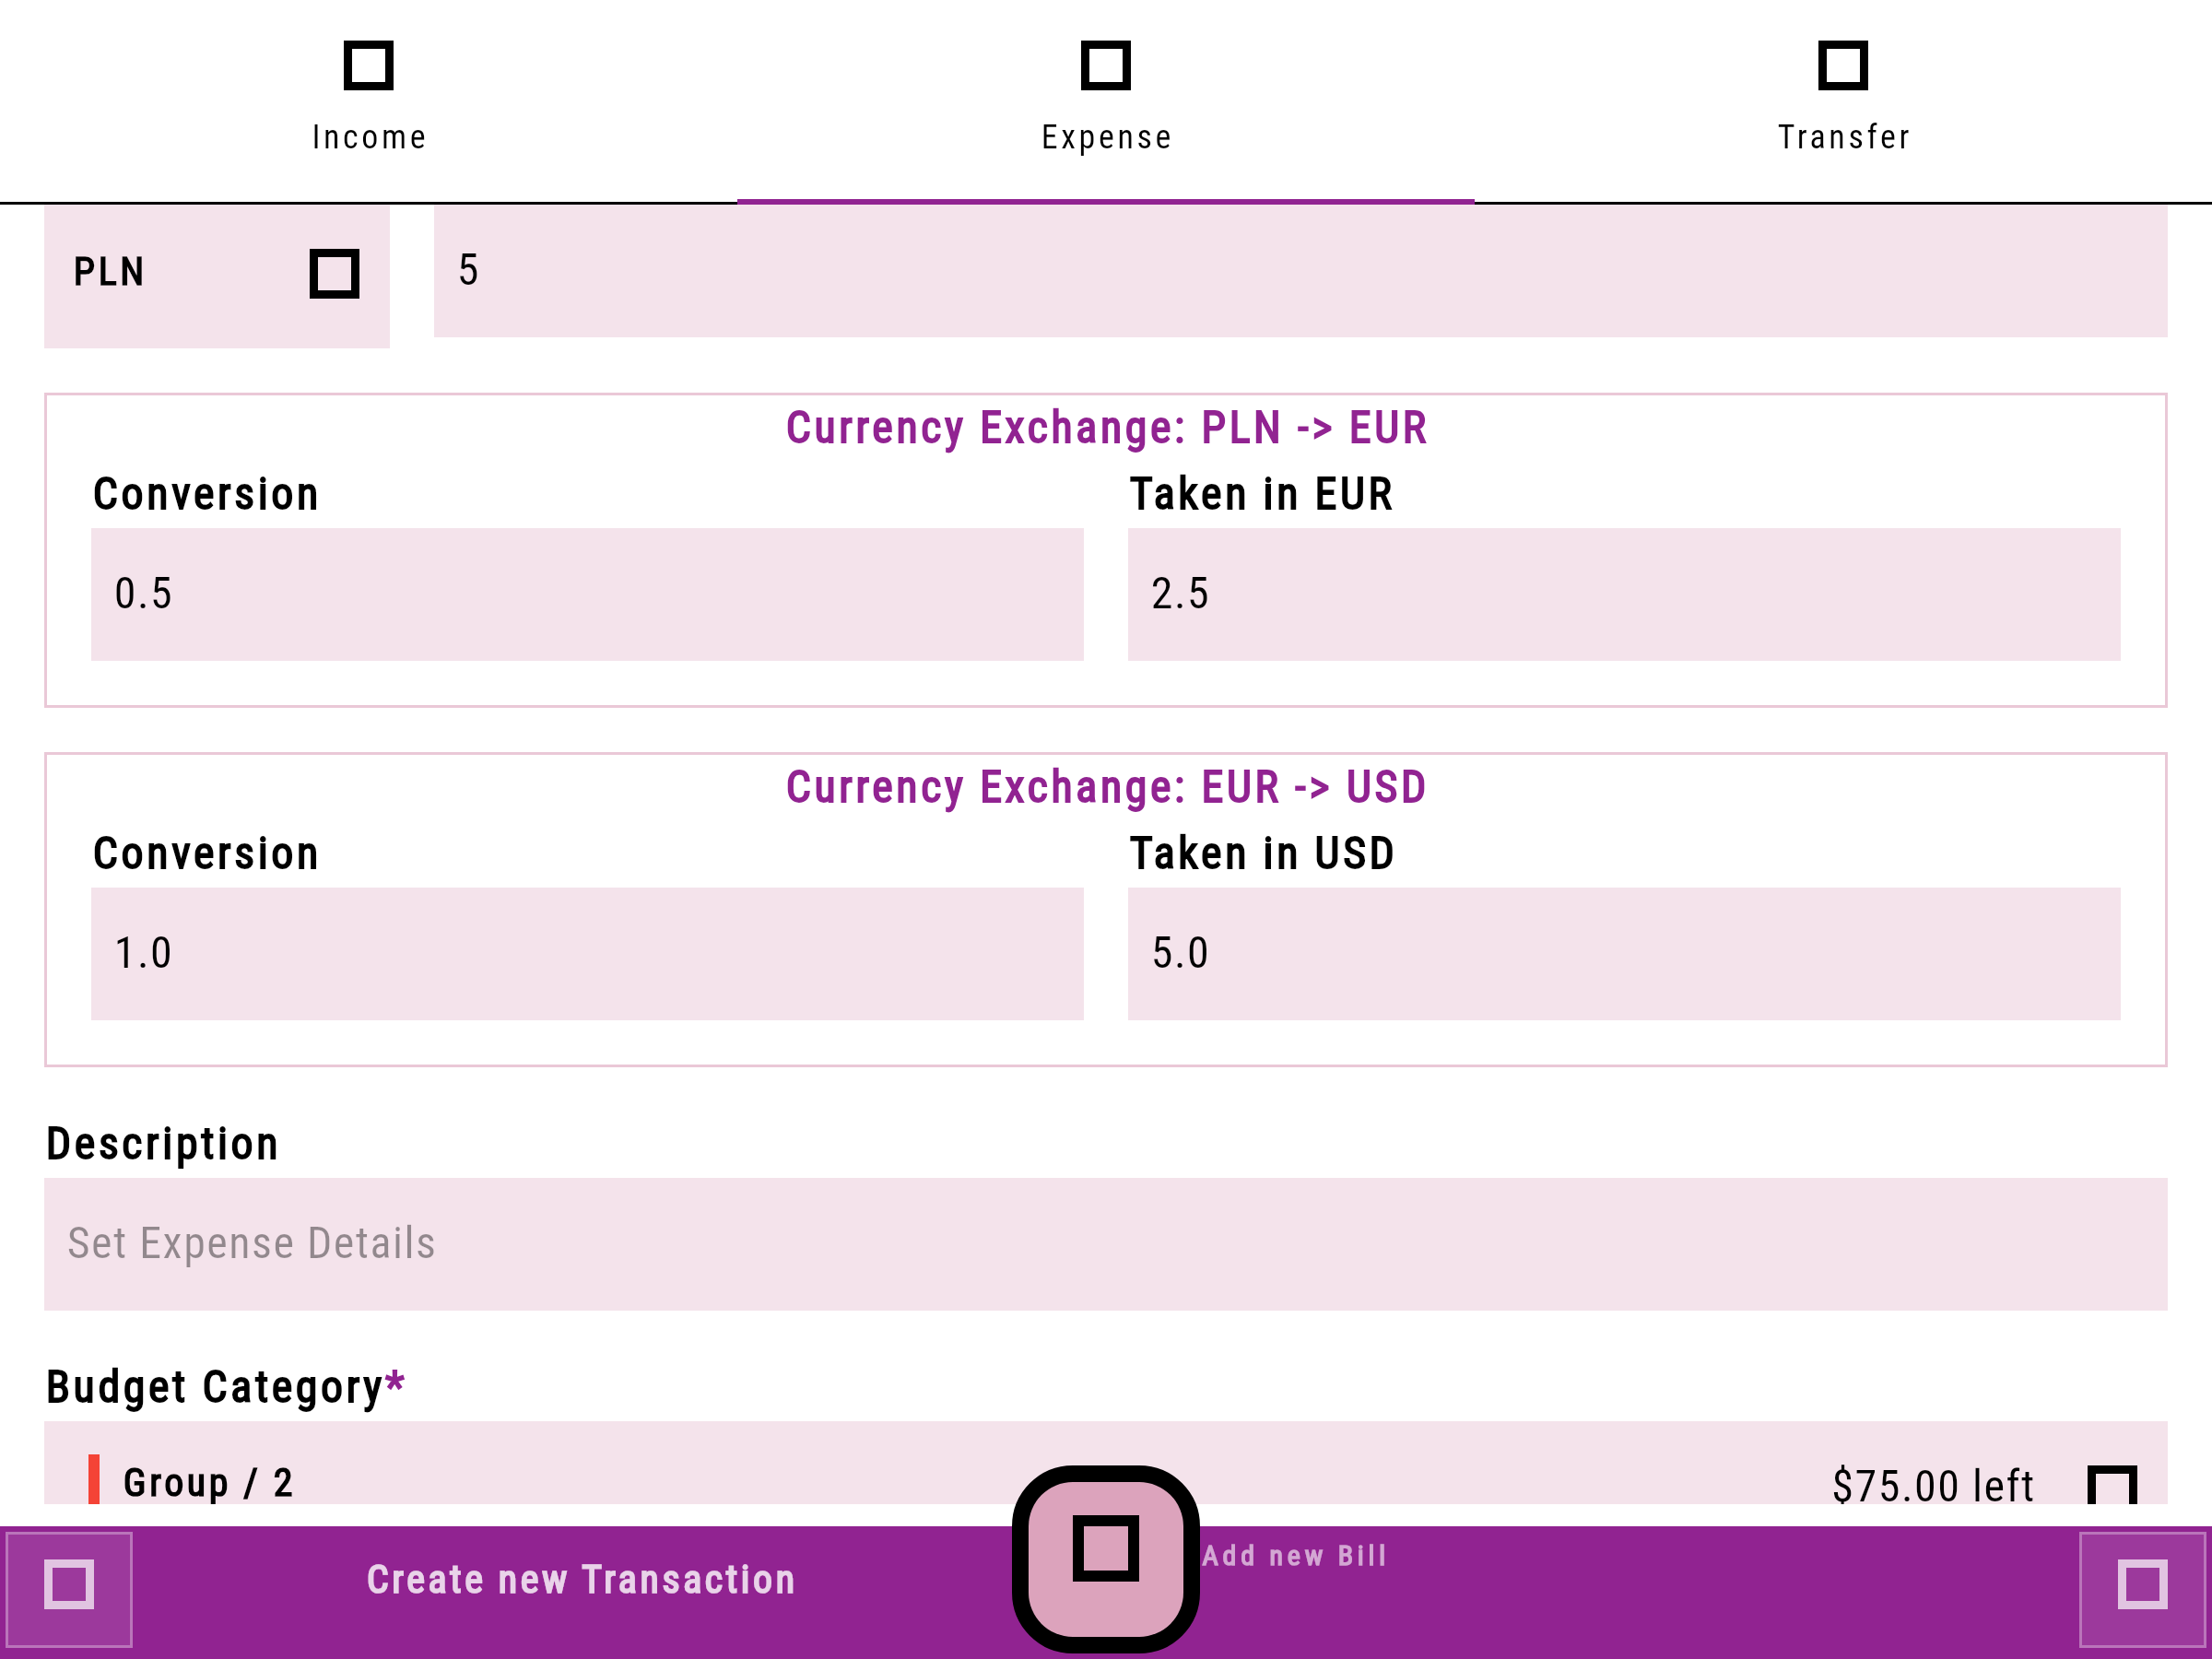 Income
Expense
Transfer
PLN
5
Currency Exchange: PLN -> EUR
Conversion
Taken in EUR
0.5
2.5
Currency Exchange: EUR -> USD
Conversion
Taken in USD
1.0
5.0
Description
Set Expense Details
Budget Category*
Group / 2
$75.00 left
Create new Transaction
Add new Bill